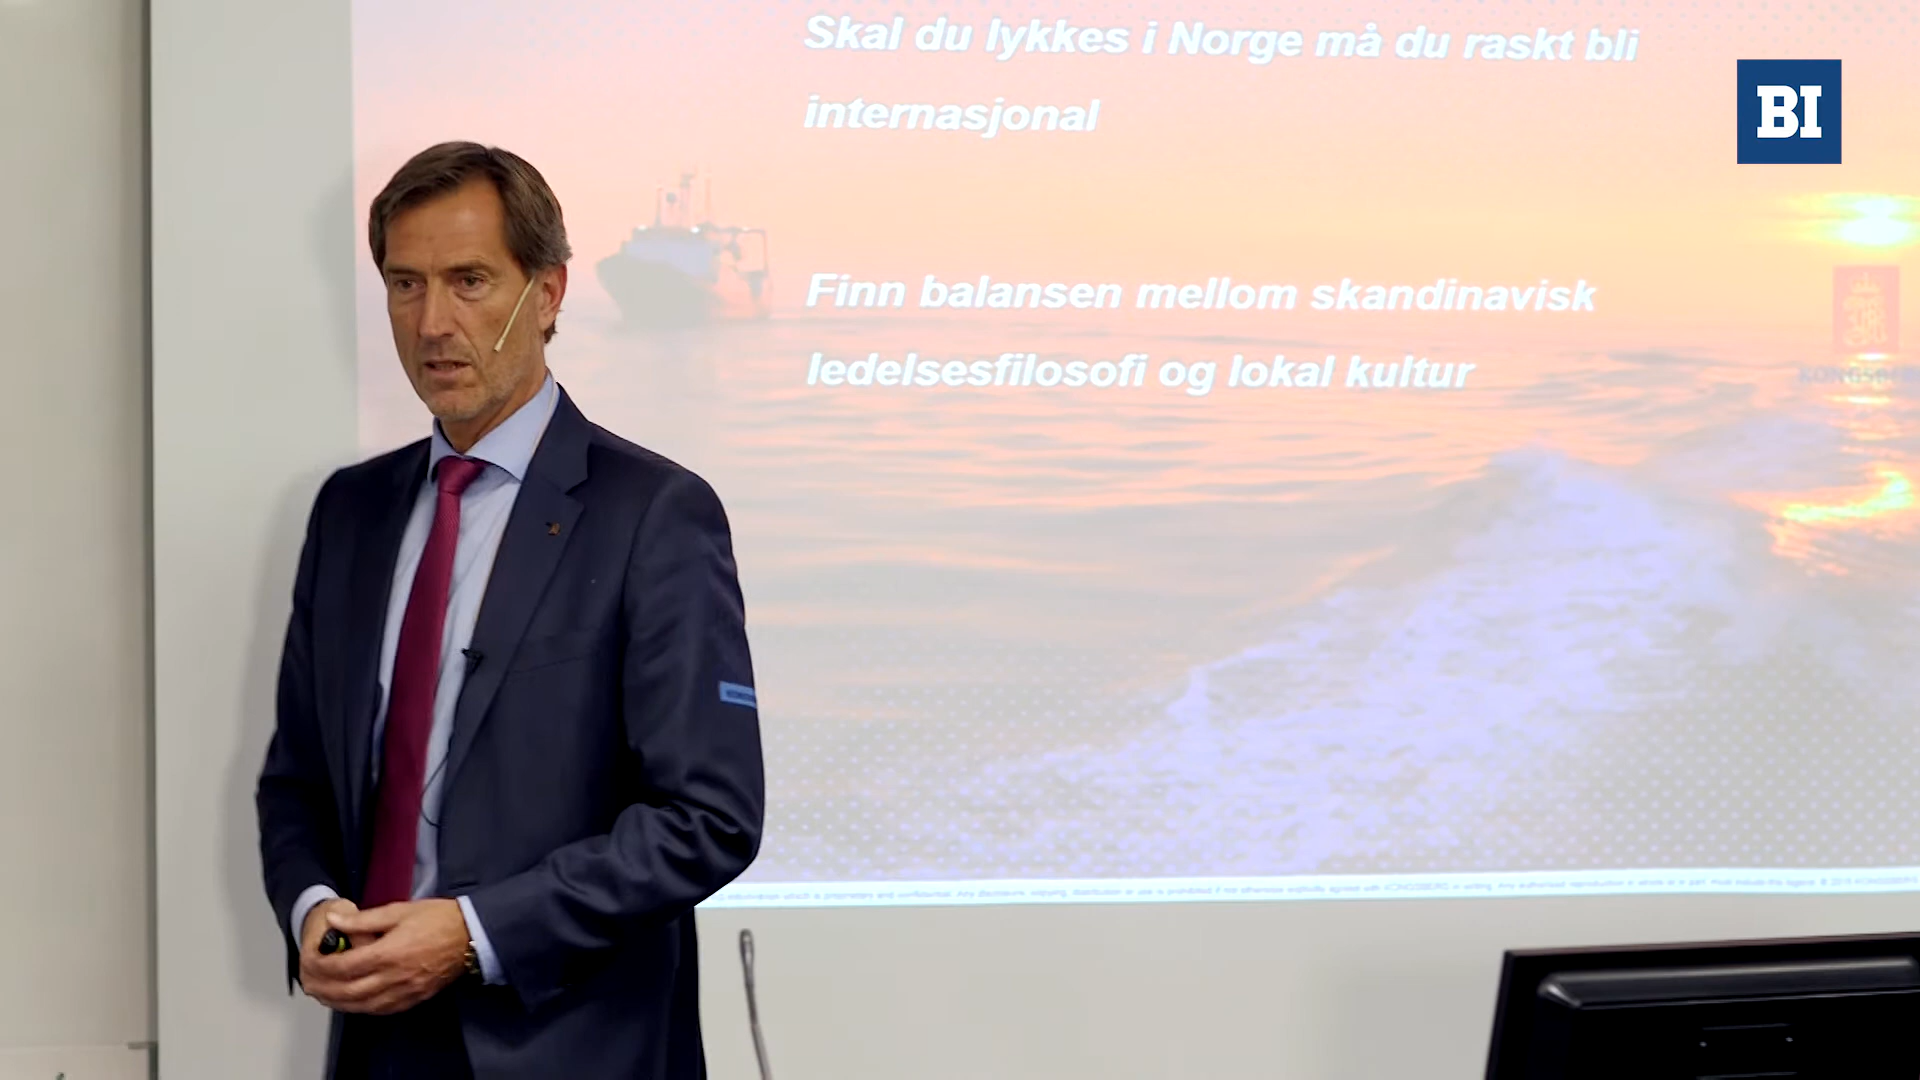 Skal du lykkes i Norge må du raskt bli
internasjonal
BI
Finn balansen mellom skandinavisk
ledelsesfilosofi og lokal kultur